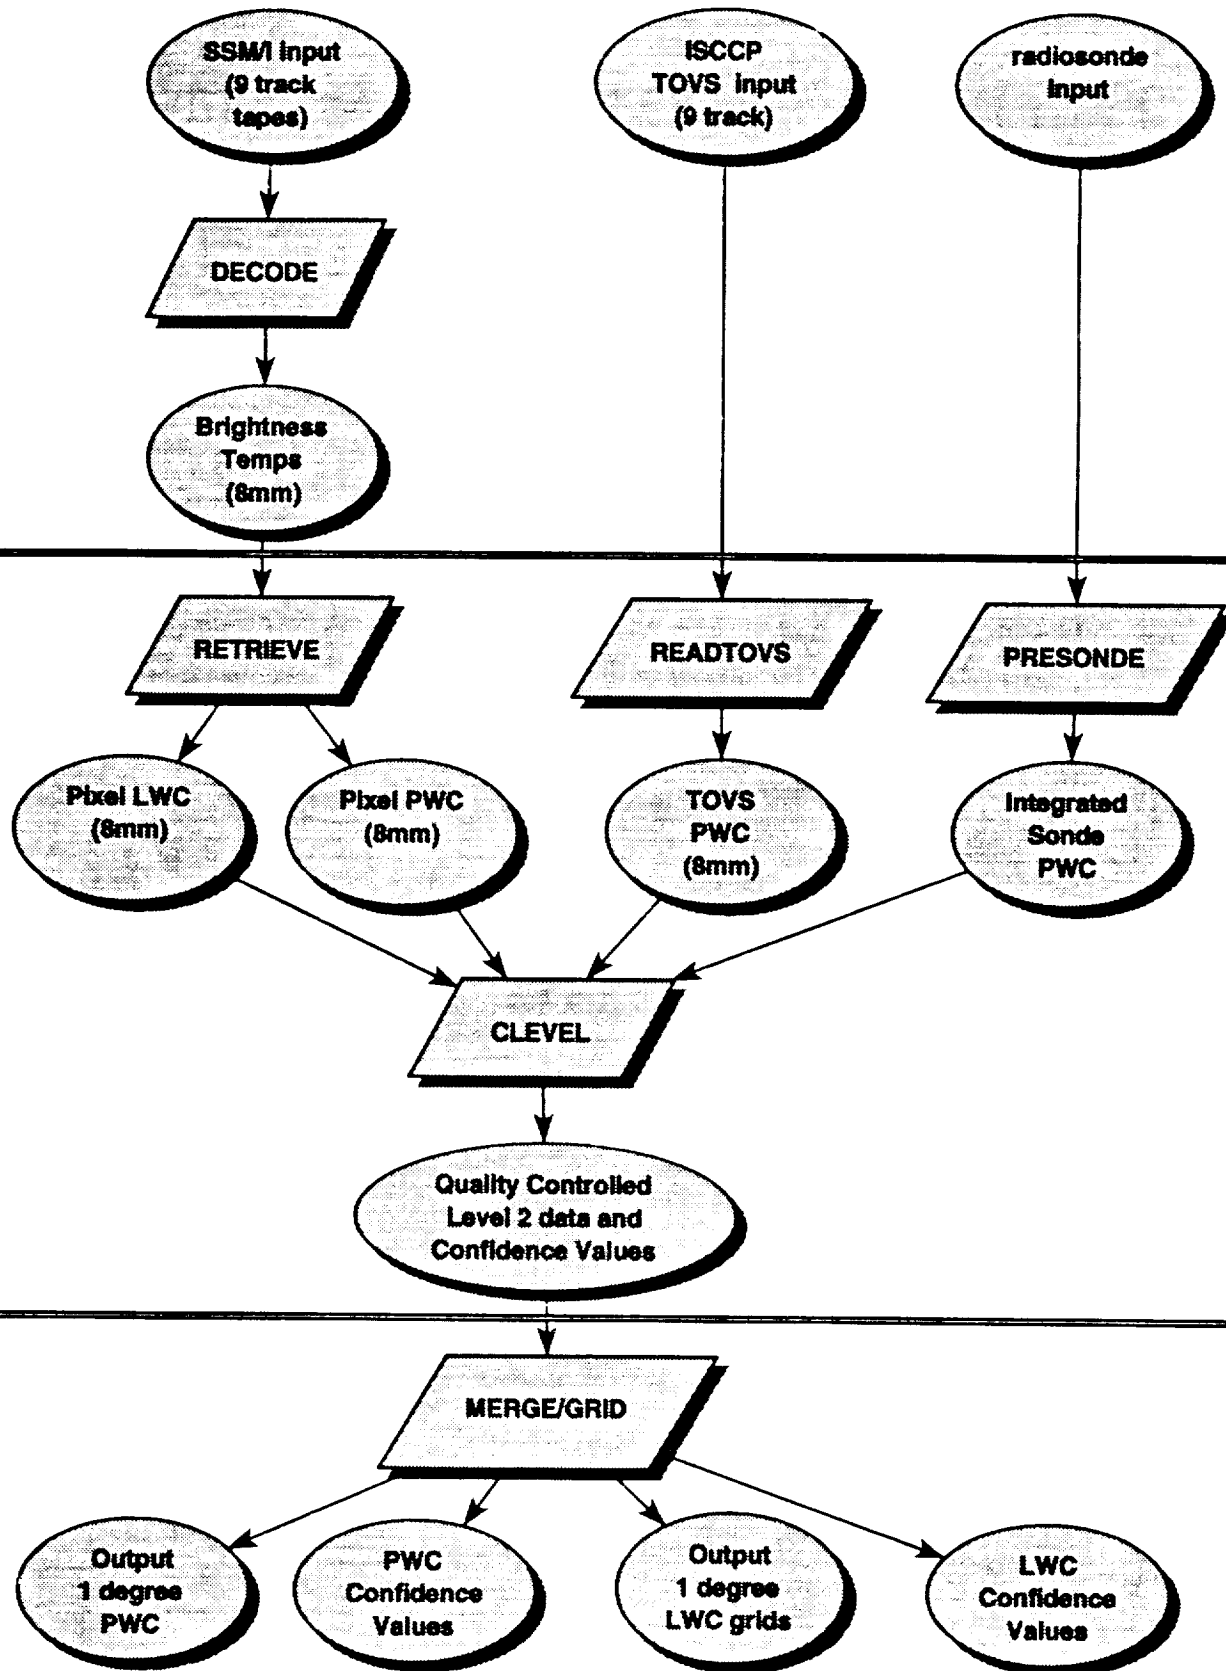 SSM/I Input
(9 track
tapes)
ISCCP
TOVS input
(9 track)
radiosonde
Input
DECODE
Brightness
Temps
(8mm)
RETRIEVE
READTOVS
PRESONDE
Pixel LWC
(8mm)
Pixel PWC
(8mm)
TOVS
PWC
(8mm)
Integrated
Sonde
PWC
CLEVEL
Quality Controlled
Level 2 data and
Confidence Values
MERGE/GRID
Output
1 degree
PWC
PWC
Confidence
Values
Output
1 degree
LWC grids
LWC
Confidence
Values